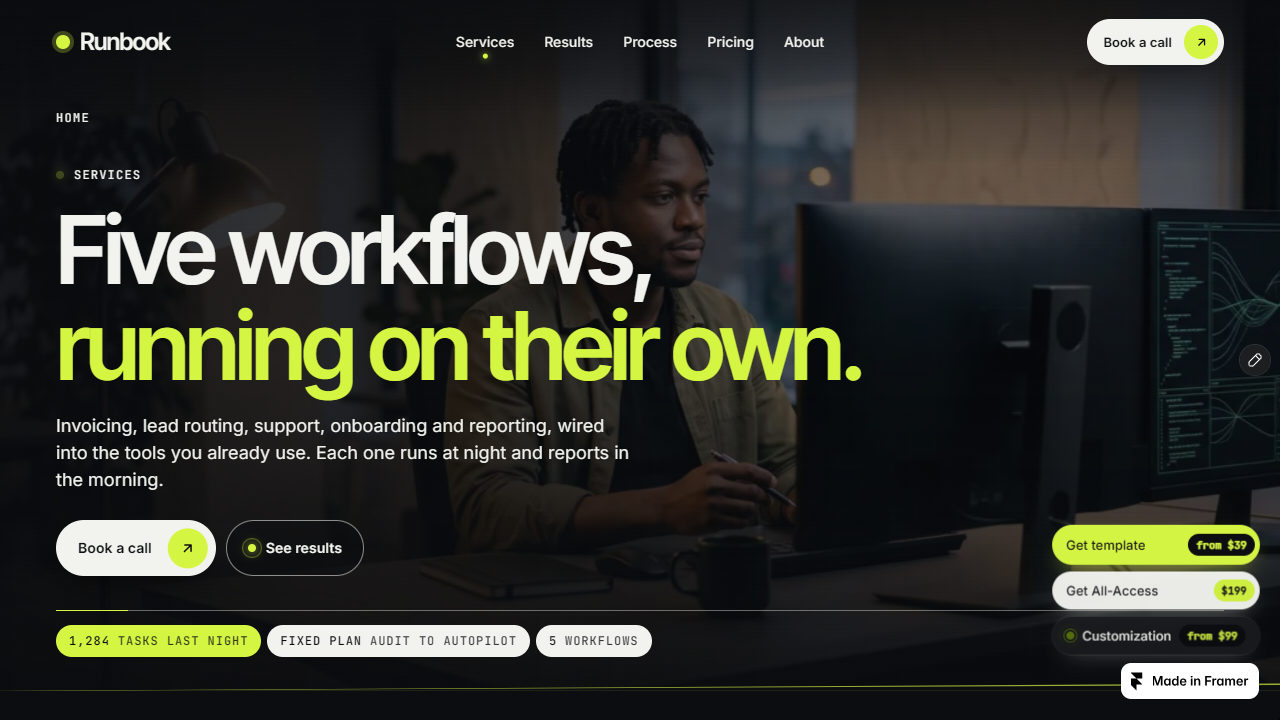 Runbook
Services
Results
Process
Pricing
About
Book a call
HOME
SERVICES
Five workflows,
running on their own.
Invoicing, lead routing, support, onboarding and reporting, wired
into the tools you already use. Each one runs at night and reports in
the morning.
Book a call
See results
Get template from $39
Get All-Access $199
Customization from $99
1,284 TASKS LAST NIGHT
FIXED PLAN AUDIT TO AUTOPILOT
5 WORKFLOWS
Made in Framer